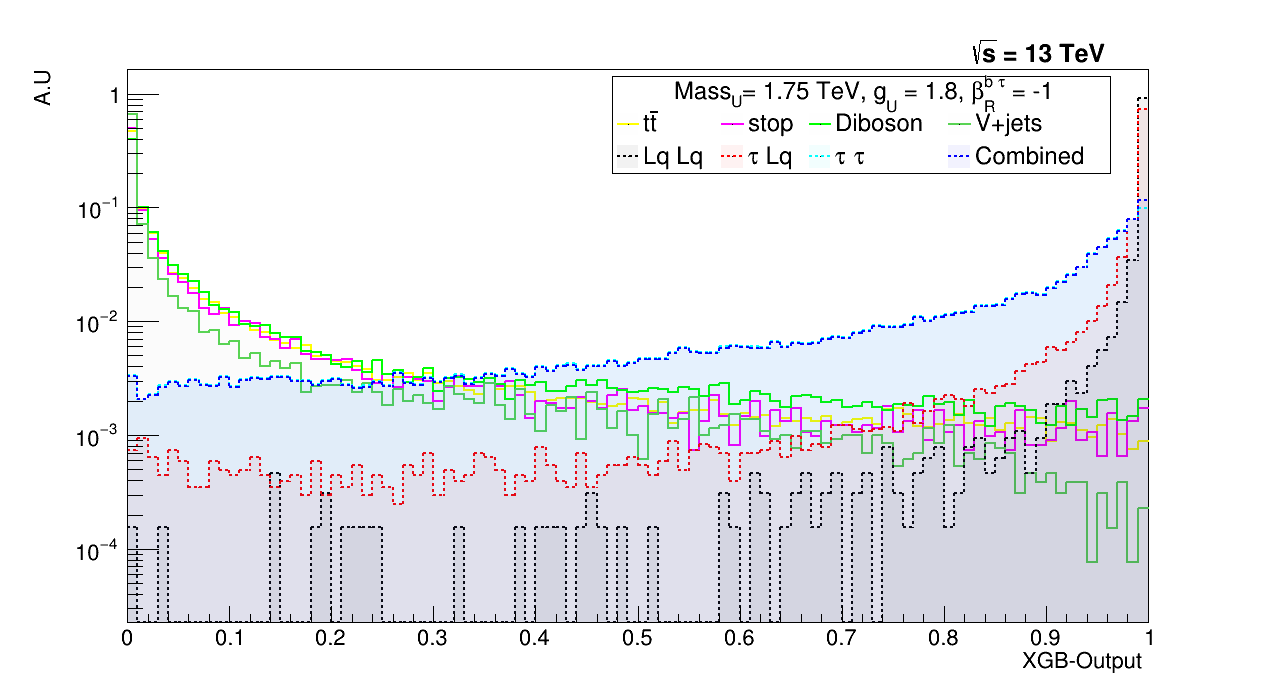 √s = 13 TeV
A.U
Mass_U= 1.75 TeV, g_U = 1.8, β_R^{b τ} = -1
tt̄ stop Diboson V+jets
Lq Lq τ Lq τ τ Combined
1
10⁻¹
10⁻²
10⁻³
10⁻⁴
0 0.1 0.2 0.3 0.4 0.5 0.6 0.7 0.8 0.9 1
XGB-Output